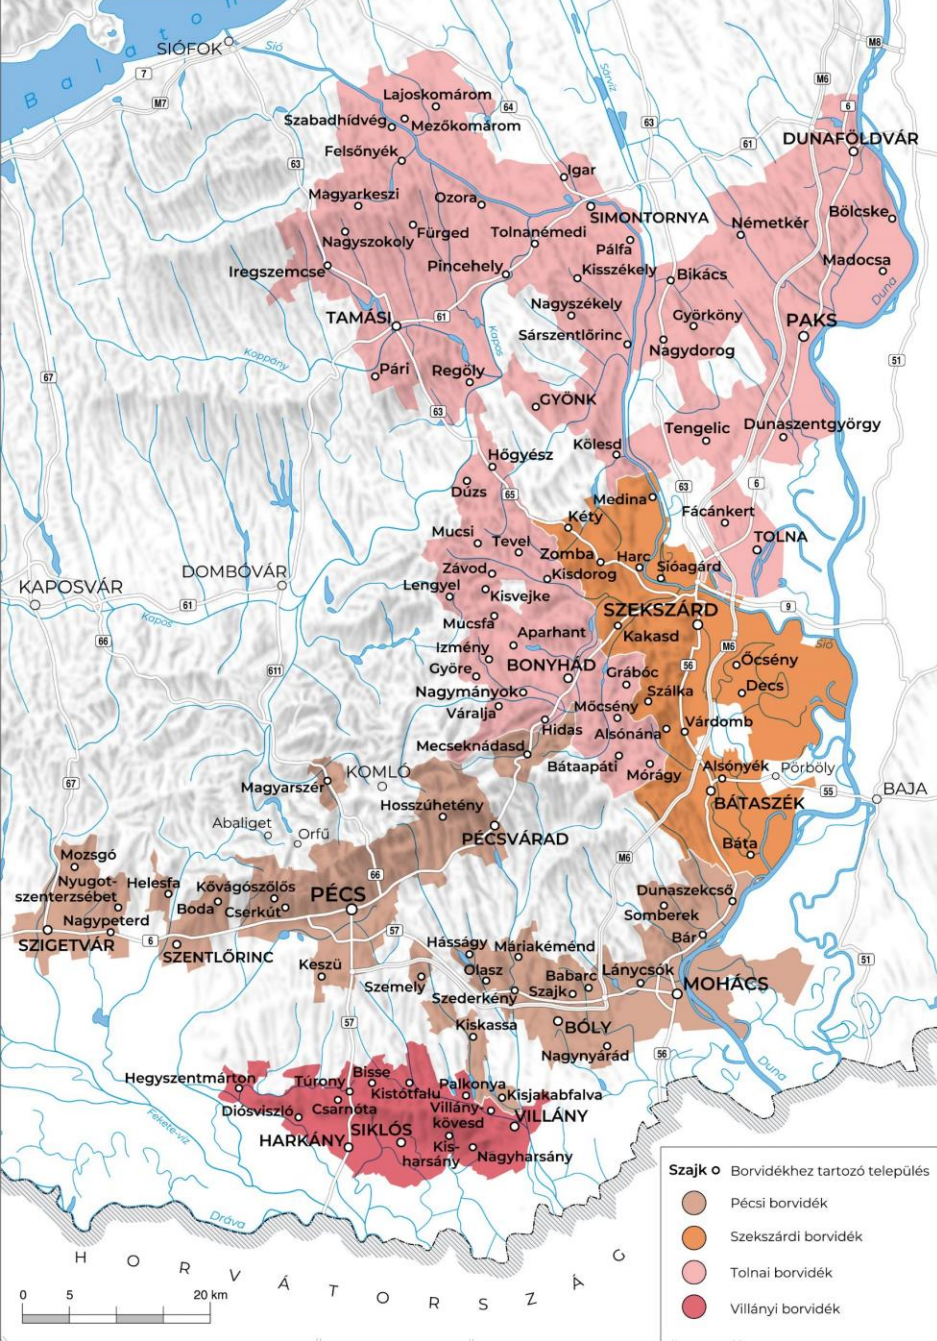 Balaton
SIÓFOK
Sió
Sárvíz
M8
7
M7
M6
6
64
63
61
63
Lajoskomárom
Szabadhídvég
Mezőkomárom
Felsőnyék
Igar
DUNAFÖLDVÁR
Magyarkeszi
Ozora
SIMONTORNYA
Németkér
Bölcske
Nagyszokoly
Fürged
Tolnanémedi
Pálfa
Iregszemcse
Pincehely
Kisszékely
Bikács
Madocsa
Duna
Nagyszékely
Györköny
TAMÁSI
61
PAKS
Kapos
Sárszentlőrinc
Nagydorog
Koppány
67
51
Pári
Regöly
63
GYÖNK
Tengelic
Dunaszentgyörgy
Kölesd
Hőgyész
Dúzs
65
Medina
63
6
Fácánkert
Kéty
Mucsi
Tevel
TOLNA
Zomba
Harc
Sióagárd
Závod
Kisdorog
DOMBÓVÁR
KAPOSVÁR
Lengyel
Kisvejke
61
SZEKSZÁRD
9
Kapos
Mucsfa
Aparhant
Kakasd
66
Izmény
M6
Sió
BONYHÁD
56
Őcsény
611
Györe
Grábóc
Decs
Nagymányok
Szálka
Váralja
Mőcsény
Várdomb
Hidas
Alsónána
Mecseknádasd
Bátaapáti
Mórágy
Alsónyék
Pörböly
67
KOMLÓ
Magyarszér
55
BAJA
Hosszúhetény
BÁTASZÉK
Abaliget
Orfű
PÉCSVÁRAD
Báta
Mozsgó
M6
66
Nyugot-
szenterzsébet
Helesfa
Kővágószőlős
PÉCS
Dunaszekcső
Boda
Cserkút
Somberek
Nagypeterd
SZIGETVÁR
6
57
Bár
SZENTLŐRINC
Hásságy
Máriakéménd
51
Keszü
Olasz
Babarc
Lánycsók
Szemely
Szederkény
Szajk
MOHÁCS
57
Kiskassa
BÓLY
Nagynyárád
56
Duna
Hegyszentmárton
Bisse
Túrony
Kistótfalu
Palkonya
Kisjakabfalva
Diósviszló
Csarnóta
Villány-
kövesd
VILLÁNY
Fekete-víz
HARKÁNY
SIKLÓS
Kis-
harsány
Nagyharsány
Dráva
HORVÁTORSZÁG
0 5 20 km
Szajk Borvidékhez tartozó település
Pécsi borvidék
Szekszárdi borvidék
Tolnai borvidék
Villányi borvidék